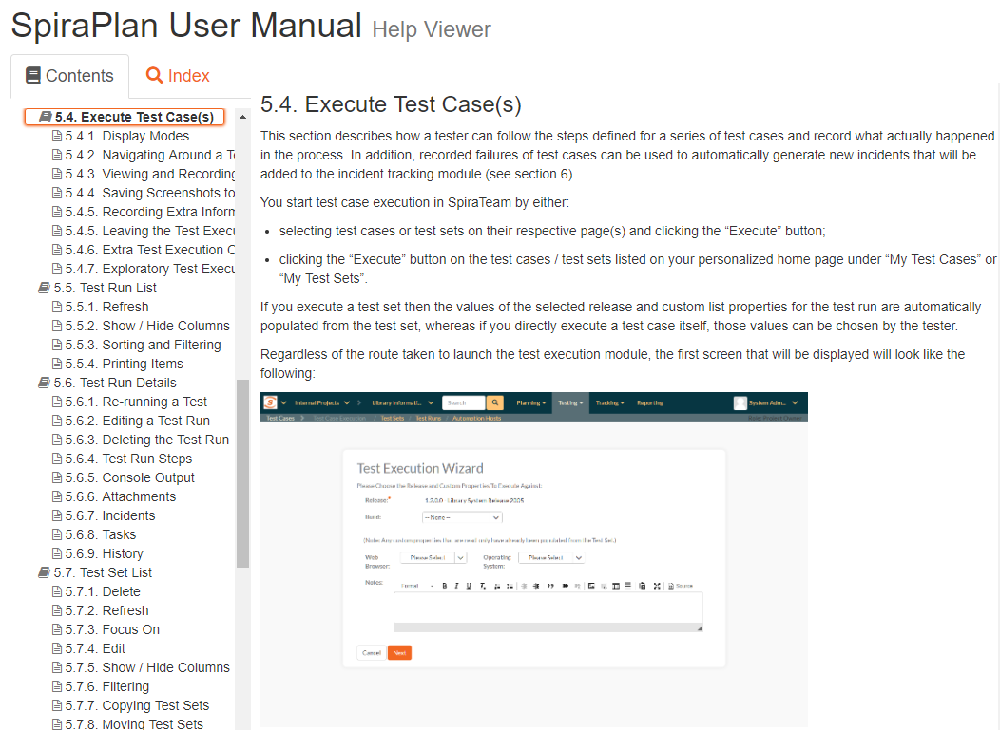 SpiraPlan User Manual Help Viewer
Contents
Index
5.4. Execute Test Case(s)
5.4.1. Display Modes
5.4.2. Navigating Around a Te
5.4.3. Viewing and Recording
5.4.4. Saving Screenshots to
5.4.5. Recording Extra Inform
5.4.5. Leaving the Test Execu
5.4.6. Extra Test Execution C
5.4.7. Exploratory Test Execu
5.5. Test Run List
5.5.1. Refresh
5.5.2. Show / Hide Columns
5.5.3. Sorting and Filtering
5.5.4. Printing Items
5.6. Test Run Details
5.6.1. Re-running a Test
5.6.2. Editing a Test Run
5.6.3. Deleting the Test Run
5.6.4. Test Run Steps
5.6.5. Console Output
5.6.6. Attachments
5.6.7. Incidents
5.6.8. Tasks
5.6.9. History
5.7. Test Set List
5.7.1. Delete
5.7.2. Refresh
5.7.3. Focus On
5.7.4. Edit
5.7.5. Show / Hide Columns
5.7.6. Filtering
5.7.7. Copying Test Sets
5.7.8. Moving Test Sets
5.4. Execute Test Case(s)
This section describes how a tester can follow the steps defined for a series of test cases and record what actually happened
in the process. In addition, recorded failures of test cases can be used to automatically generate new incidents that will be
added to the incident tracking module (see section 6).
You start test case execution in SpiraTeam by either:
• selecting test cases or test sets on their respective page(s) and clicking the “Execute” button;
• clicking the “Execute” button on the test cases / test sets listed on your personalized home page under “My Test Cases” or
“My Test Sets”.
If you execute a test set then the values of the selected release and custom list properties for the test run are automatically
populated from the test set, whereas if you directly execute a test case itself, those values can be chosen by the tester.
Regardless of the route taken to launch the test execution module, the first screen that will be displayed will look like the
following:
Internal Projects > Library Informati... Search Planning Testing Tracking Reporting System Adm...
Test Cases > Test Case Execution / Test Sets / Test Runs / Automation Hosts Role: Project Owner
Test Execution Wizard
Please Choose the Release and Custom Properties To Execute Against:
Release:* 1.2.0.0 - Library System Release 2005
Build: -- None --
(Note: Any custom properties that are read-only have already been populated from the Test Set.)
Web Browser: Please Select Operating System: Please Select
Notes: Format B I U Source
Cancel Next